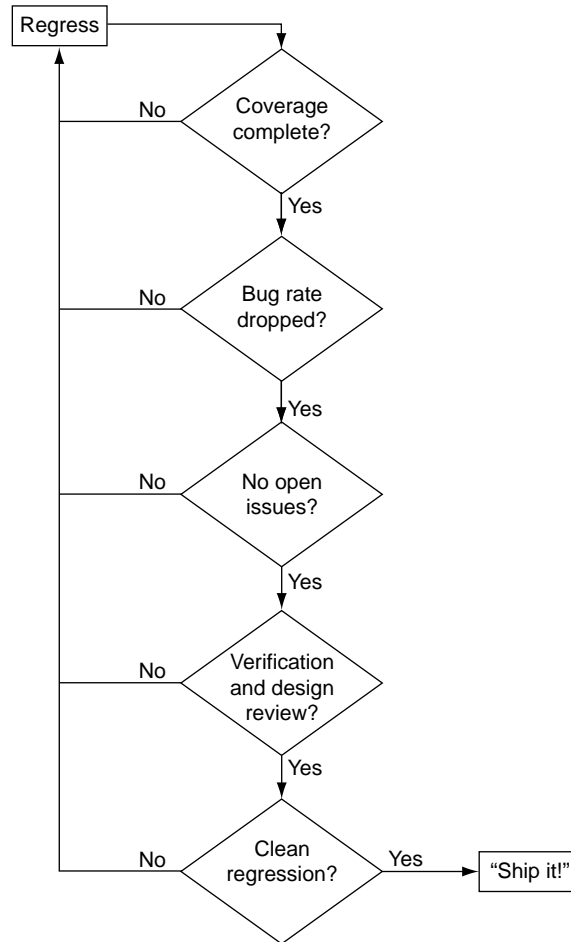 Regress
No
Coverage
complete?
Yes
No
Bug rate
dropped?
Yes
No
No open
issues?
Yes
No
Verification
and design
review?
Yes
No
Clean
regression?
Yes
“Ship it!”